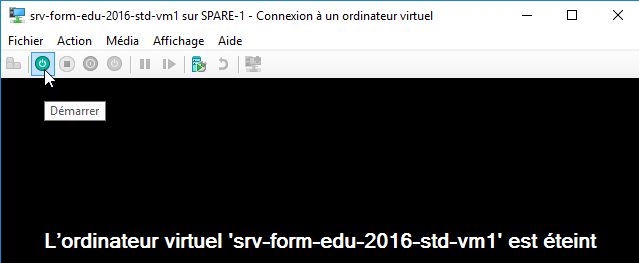 srv-form-edu-2016-std-vm1 sur SPARE-1 - Connexion à un ordinateur virtuel
Fichier Action Média Affichage Aide
Démarrer
L'ordinateur virtuel 'srv-form-edu-2016-std-vm1' est éteint